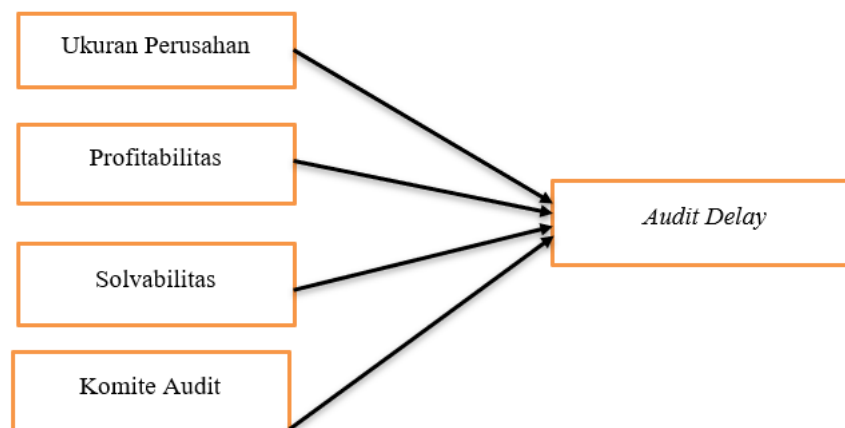 Ukuran Perusahan
Profitabilitas
Audit Delay
Solvabilitas
Komite Audit